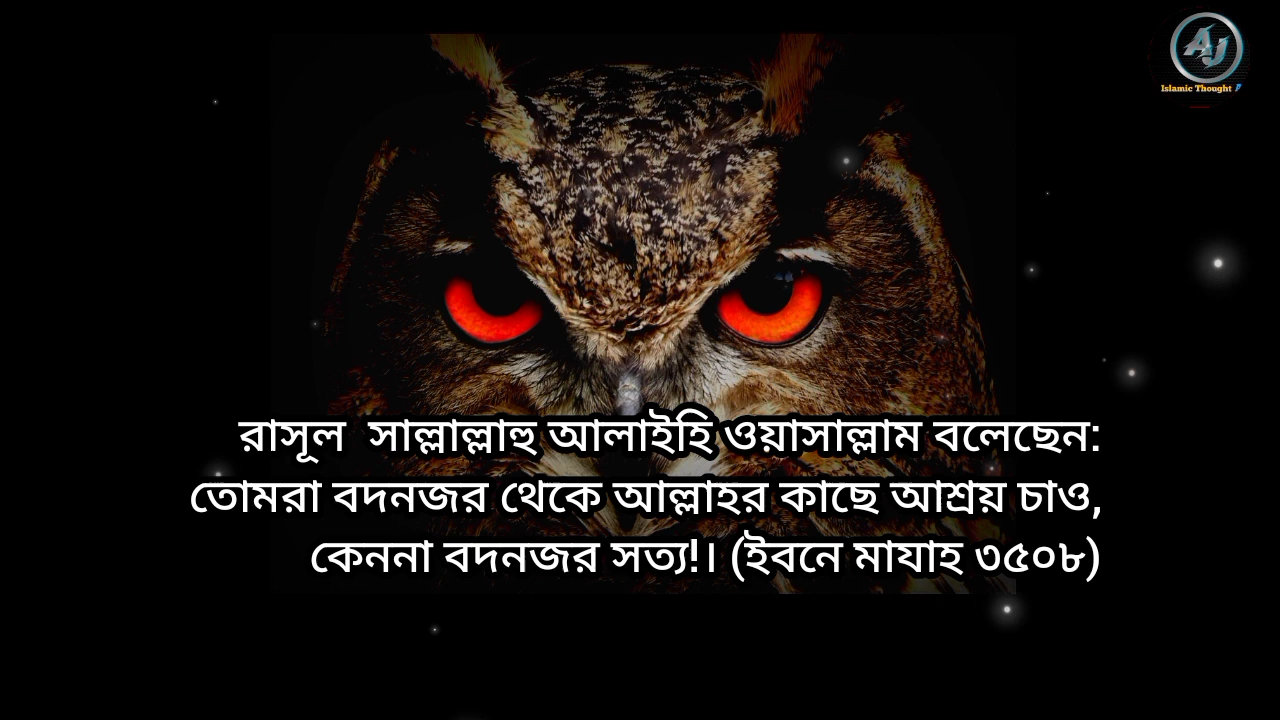 AJ
Islamic Thought
রাসূল সাল্লাল্লাহু আলাইহি ওয়াসাল্লাম বলেছেন:
তোমরা বদনজর থেকে আল্লাহর কাছে আশ্রয় চাও,
কেননা বদনজর সত্য!। (ইবনে মাযাহ ৩৫০৮)